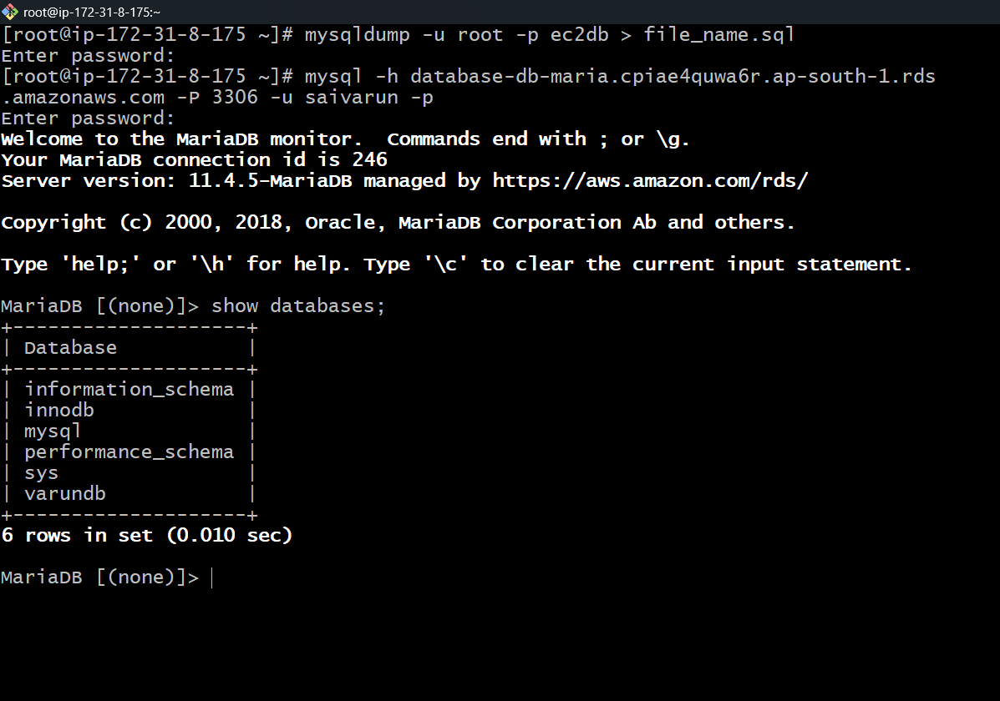 root@ip-172-31-8-175:~
[root@ip-172-31-8-175 ~]# mysqldump -u root -p ec2db > file_name.sql
Enter password:
[root@ip-172-31-8-175 ~]# mysql -h database-db-maria.cpiae4quwa6r.ap-south-1.rds
.amazonaws.com -P 3306 -u saivarun -p
Enter password:
Welcome to the MariaDB monitor.  Commands end with ; or \g.
Your MariaDB connection id is 246
Server version: 11.4.5-MariaDB managed by https://aws.amazon.com/rds/

Copyright (c) 2000, 2018, Oracle, MariaDB Corporation Ab and others.

Type 'help;' or '\h' for help. Type '\c' to clear the current input statement.

MariaDB [(none)]> show databases;
+--------------------+
| Database           |
+--------------------+
| information_schema |
| innodb             |
| mysql              |
| performance_schema |
| sys                |
| varundb            |
+--------------------+
6 rows in set (0.010 sec)

MariaDB [(none)]>